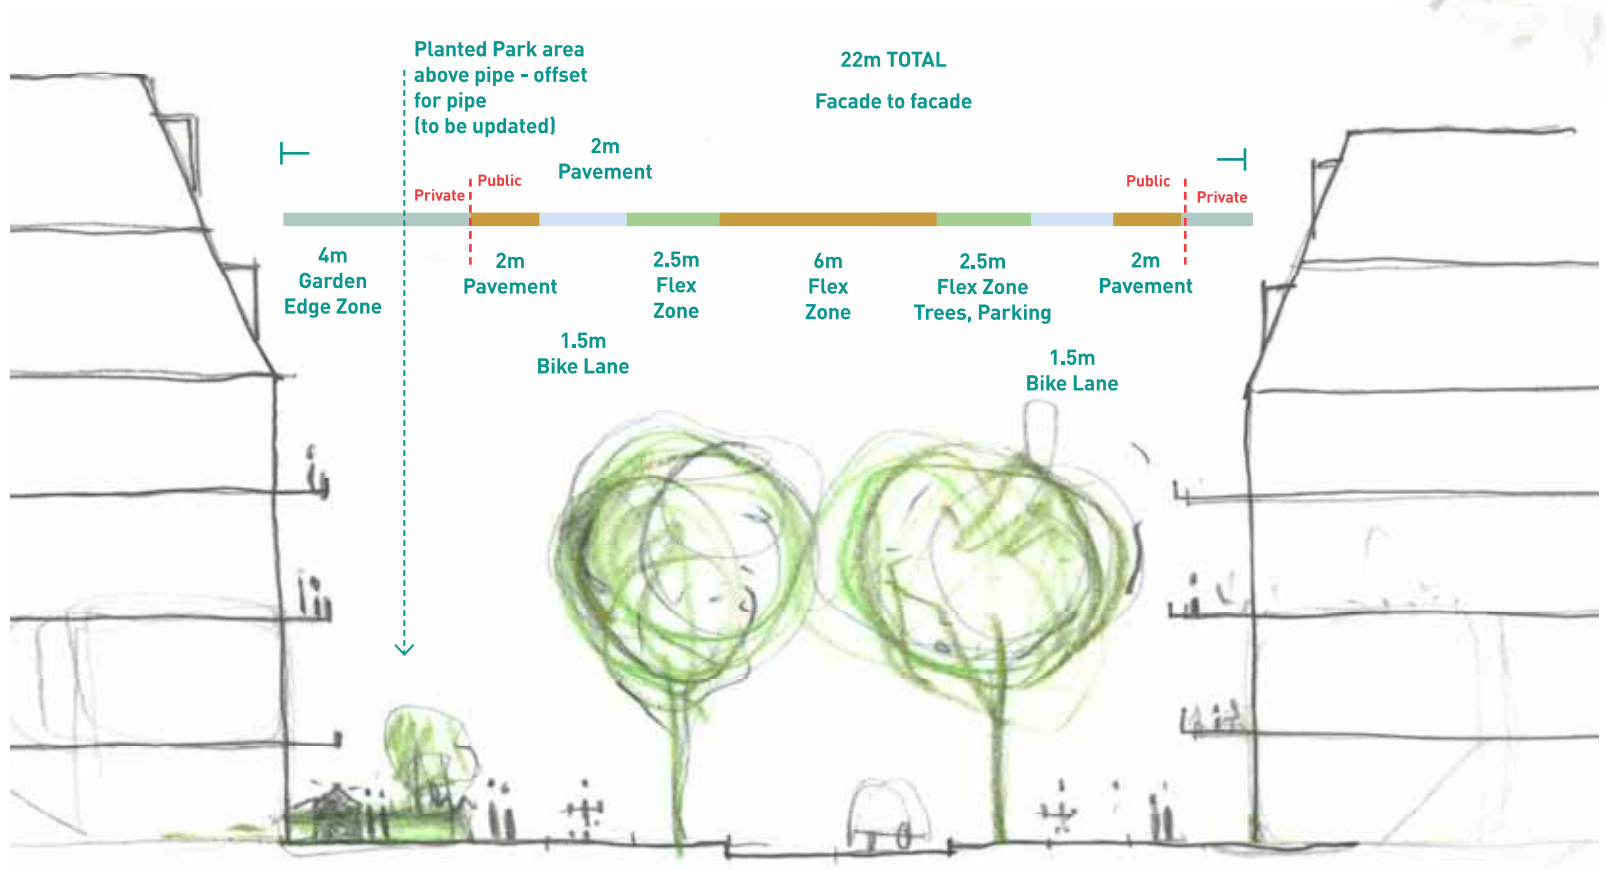 Planted Park area
above pipe - offset
for pipe
(to be updated)
22m TOTAL
Facade to facade
2m
Pavement
Private
Public
Public
Private
4m
Garden
Edge Zone
2m
Pavement
2.5m
Flex
Zone
6m
Flex
Zone
2.5m
Flex Zone
Trees, Parking
2m
Pavement
1.5m
Bike Lane
1.5m
Bike Lane